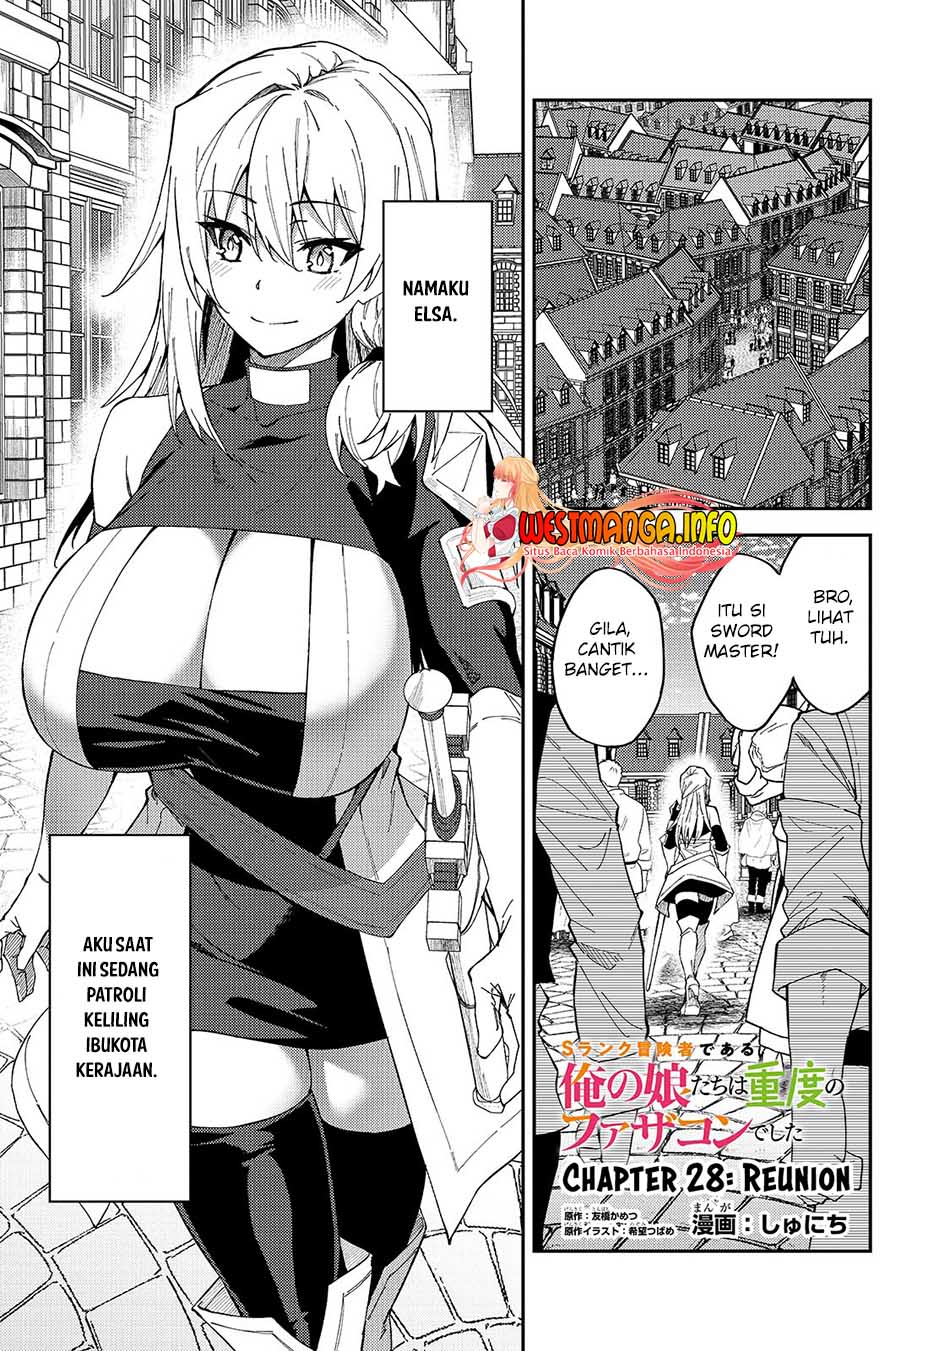 BRO,
LIHAT
TUH.
ITU SI
SWORD
MASTER!
GILA,
CANTIK
BANGET...
Sランク冒険者である
俺の娘たちは重度の
ファザコンでした
CHAPTER 28: REUNION
原作：友橋かめつ
原作イラスト：希望つばめ
まんが
漫画：しゅにち
NAMAKU
ELSA.
AKU SAAT
INI SEDANG
PATROLI
KELILING
IBUKOTA
KERAJAAN.
WESTMANGA.INFO
Situs Baca Komik Berbahasa Indonesia